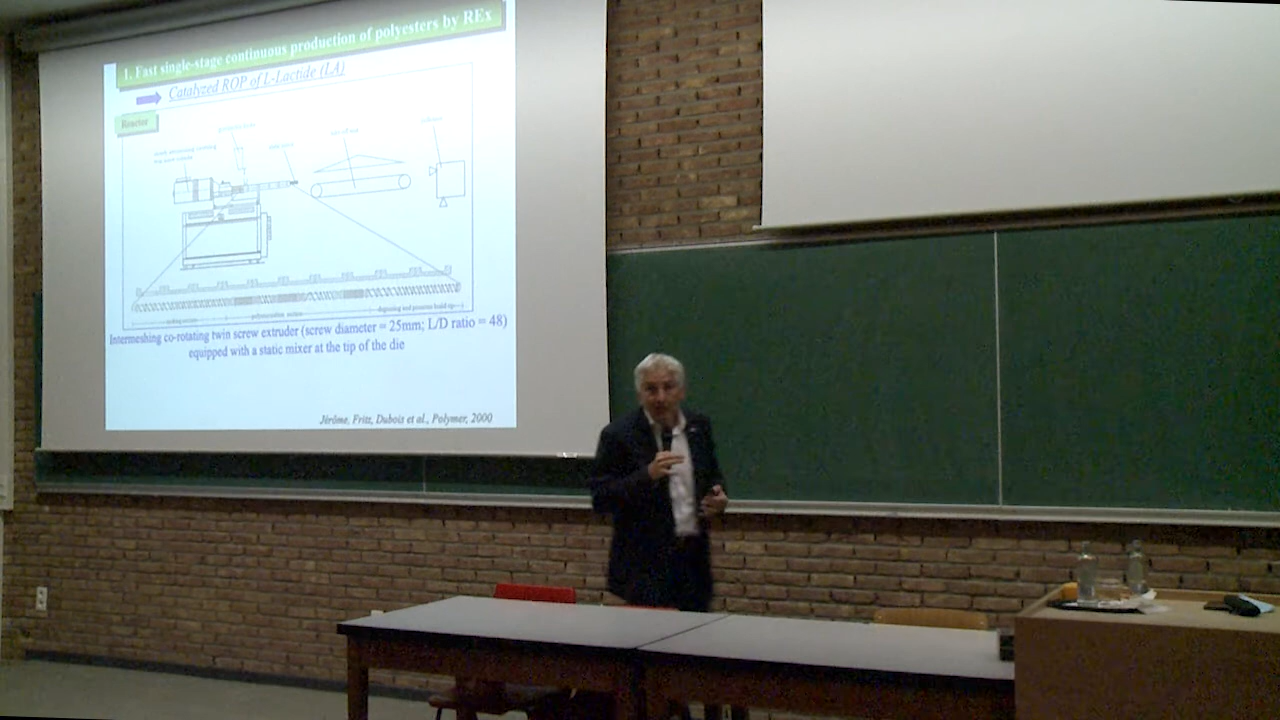 1. Fast single-stage continuous production of polyesters by REx
Catalyzed ROP of L-Lactide (LA)
Reactor
Intermeshing co-rotating twin screw extruder (screw diameter = 25mm; L/D ratio = 48)
equipped with a static mixer at the tip of the die
Jérôme, Fritz, Dubois et al., Polymer, 2000